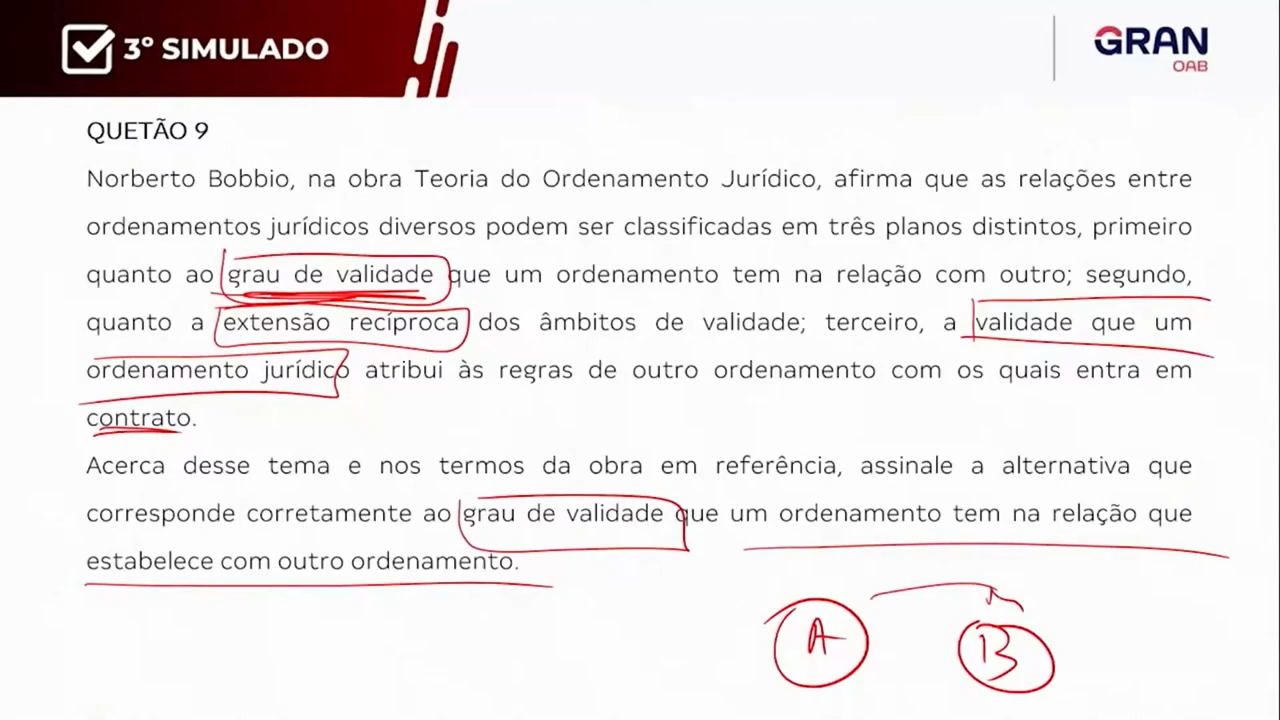 3º SIMULADO
GRAN
OAB
QUETÃO 9
Norberto Bobbio, na obra Teoria do Ordenamento Jurídico, afirma que as relações entre
ordenamentos jurídicos diversos podem ser classificadas em três planos distintos, primeiro
quanto ao grau de validade que um ordenamento tem na relação com outro; segundo,
quanto a extensão recíproca dos âmbitos de validade; terceiro, a validade que um
ordenamento jurídico atribui às regras de outro ordenamento com os quais entra em
contrato.
Acerca desse tema e nos termos da obra em referência, assinale a alternativa que
corresponde corretamente ao grau de validade que um ordenamento tem na relação que
estabelece com outro ordenamento.
A B